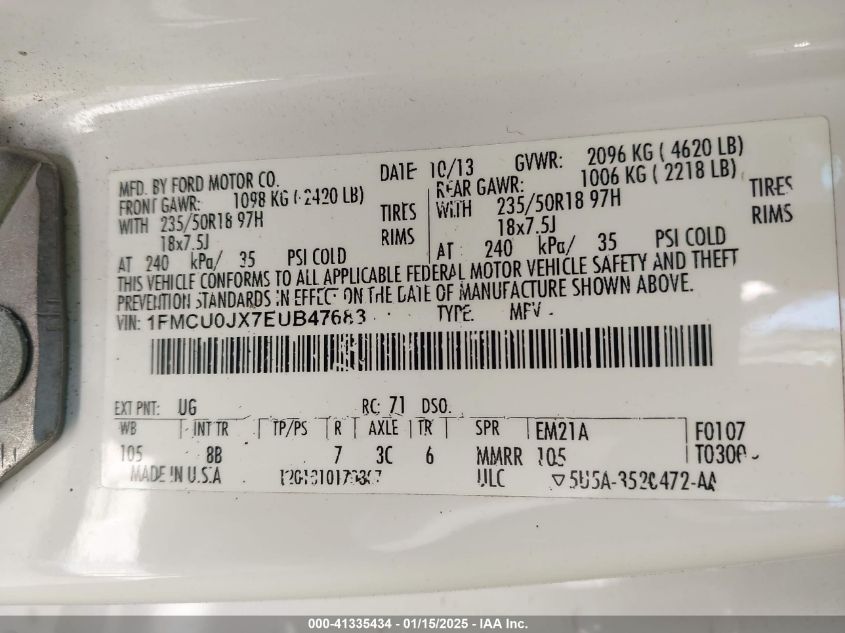 MFD. BY FORD MOTOR CO. DATE 10/13 GVWR: 2096 KG ( 4620 LB)
FRONT GAWR: 1098 KG ( 2420 LB) REAR GAWR: 1006 KG ( 2218 LB)
WITH 235/50R18 97H TIRES WITH 235/50R18 97H TIRES
18x7.5J RIMS 18x7.5J RIMS
AT 240 kPa/ 35 PSI COLD AT 240 kPa/ 35 PSI COLD
THIS VEHICLE CONFORMS TO ALL APPLICABLE FEDERAL MOTOR VEHICLE SAFETY AND THEFT
PREVENTION STANDARDS IN EFFECT ON THE DATE OF MANUFACTURE SHOWN ABOVE.
VIN: 1FMCU0JX7EUB47683 TYPE: MPV
EXT PNT: UG RC: 71 DSO:
WB INT TR TP/PS R AXLE TR SPR EM21A F0107
105 8B 7 3C 6 MMRR 105
MADE IN U.S.A ULC
000-41335434 - 01/15/2025 - IAA Inc.